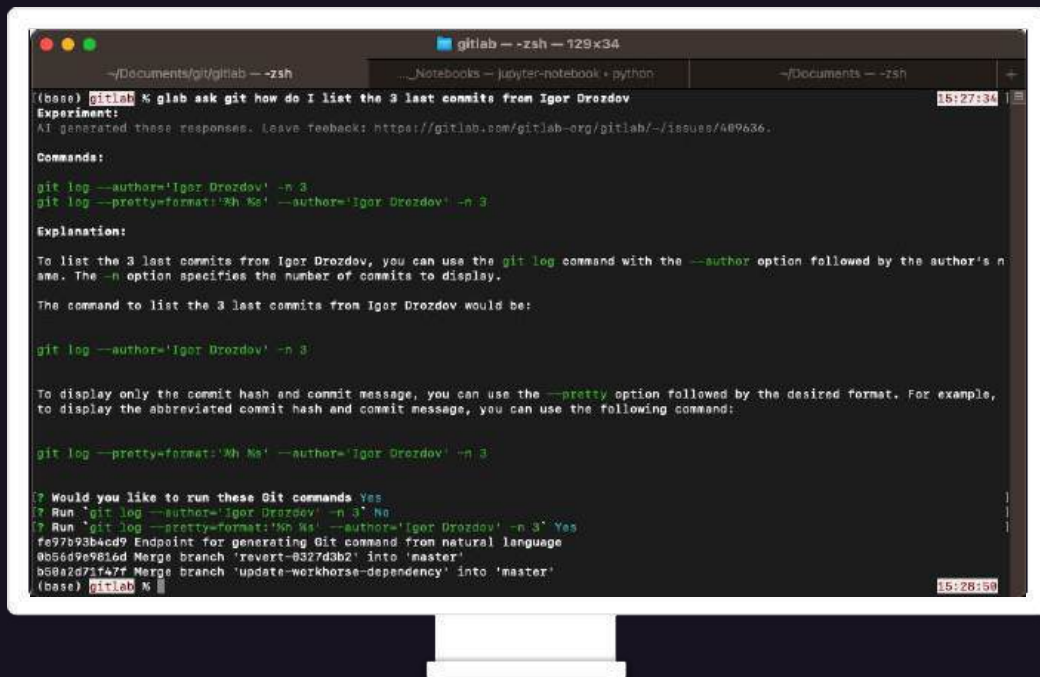 gitlab — -zsh — 129×34
~/Documents/git/gitlab — -zsh
..._Notebooks — jupyter-notebook • python
~/Documents — -zsh
+
[(base) gitlab % glab ask git how do I list the 3 last commits from Igor Drozdov 15:27:34 ]
Experiment:
AI generated these responses. Leave feeback: https://gitlab.com/gitlab-org/gitlab/-/issues/409636.
Commands:
git log --author='Igor Drozdov' -n 3
git log --pretty=format:'%h %s' --author='Igor Drozdov' -n 3
Explanation:
To list the 3 last commits from Igor Drozdov, you can use the git log command with the --author option followed by the author's n
ame. The -n option specifies the number of commits to display.
The command to list the 3 last commits from Igor Drozdov would be:
git log --author='Igor Drozdov' -n 3
To display only the commit hash and commit message, you can use the --pretty option followed by the desired format. For example,
to display the abbreviated commit hash and commit message, you can use the following command:
git log --pretty=format:'%h %s' --author='Igor Drozdov' -n 3
[? Would you like to run these Git commands Yes ]
[? Run `git log --author='Igor Drozdov' -n 3` No ]
[? Run `git log --pretty=format:'%h %s' --author='Igor Drozdov' -n 3` Yes ]
fe97b93b4cd9 Endpoint for generating Git command from natural language
0b56d9e9816d Merge branch 'revert-0327d3b2' into 'master'
b50a2d71f47f Merge branch 'update-workhorse-dependency' into 'master'
(base) gitlab % 15:28:50